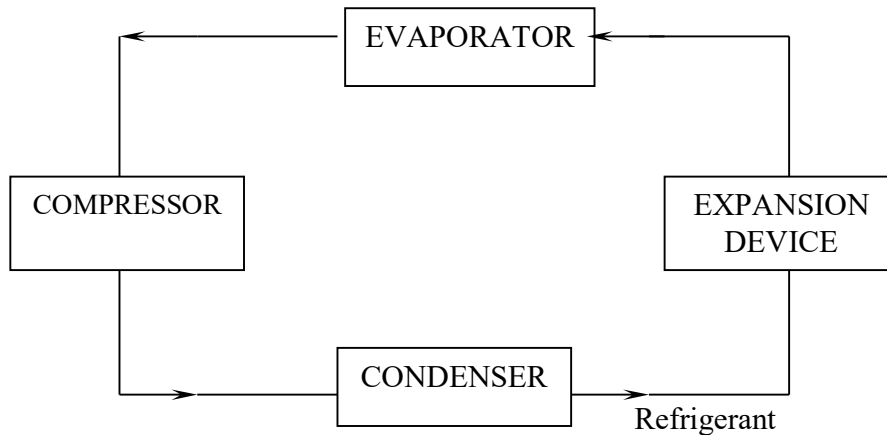 EVAPORATOR
COMPRESSOR
EXPANSION
DEVICE
CONDENSER
Refrigerant